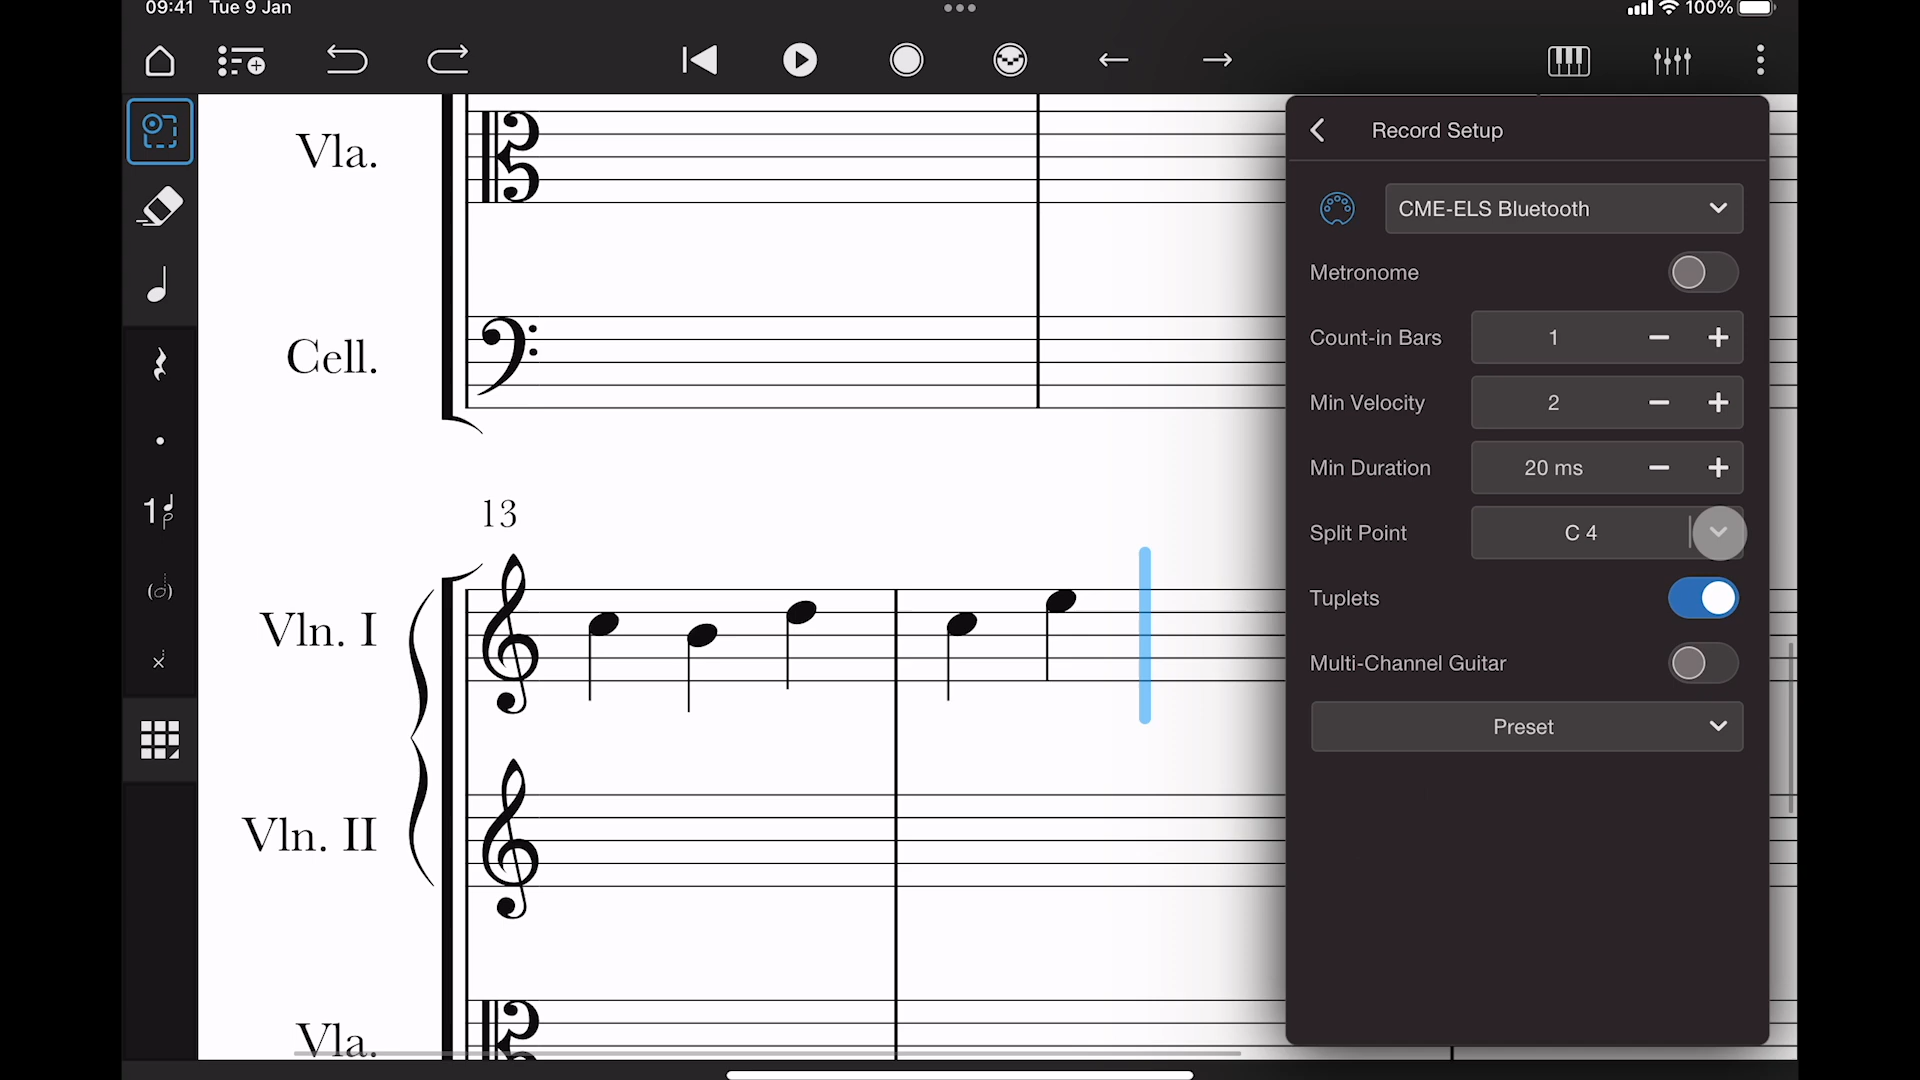 09:41 Tue 9 Jan
100%
Record Setup
CME-ELS Bluetooth
Metronome
Count-in Bars 1
Min Velocity 2
Min Duration 20 ms
Split Point C 4
Tuplets
Multi-Channel Guitar
Preset
1
Vla.
Cell.
13
Vln. I
Vln. II
Vla.